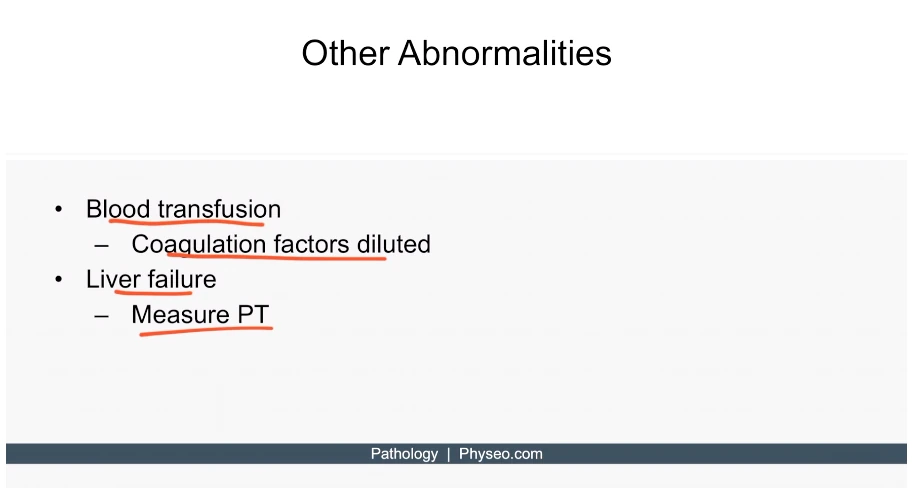 Other Abnormalities
• Blood transfusion
– Coagulation factors diluted
• Liver failure
– Measure PT
Pathology | Physeo.com